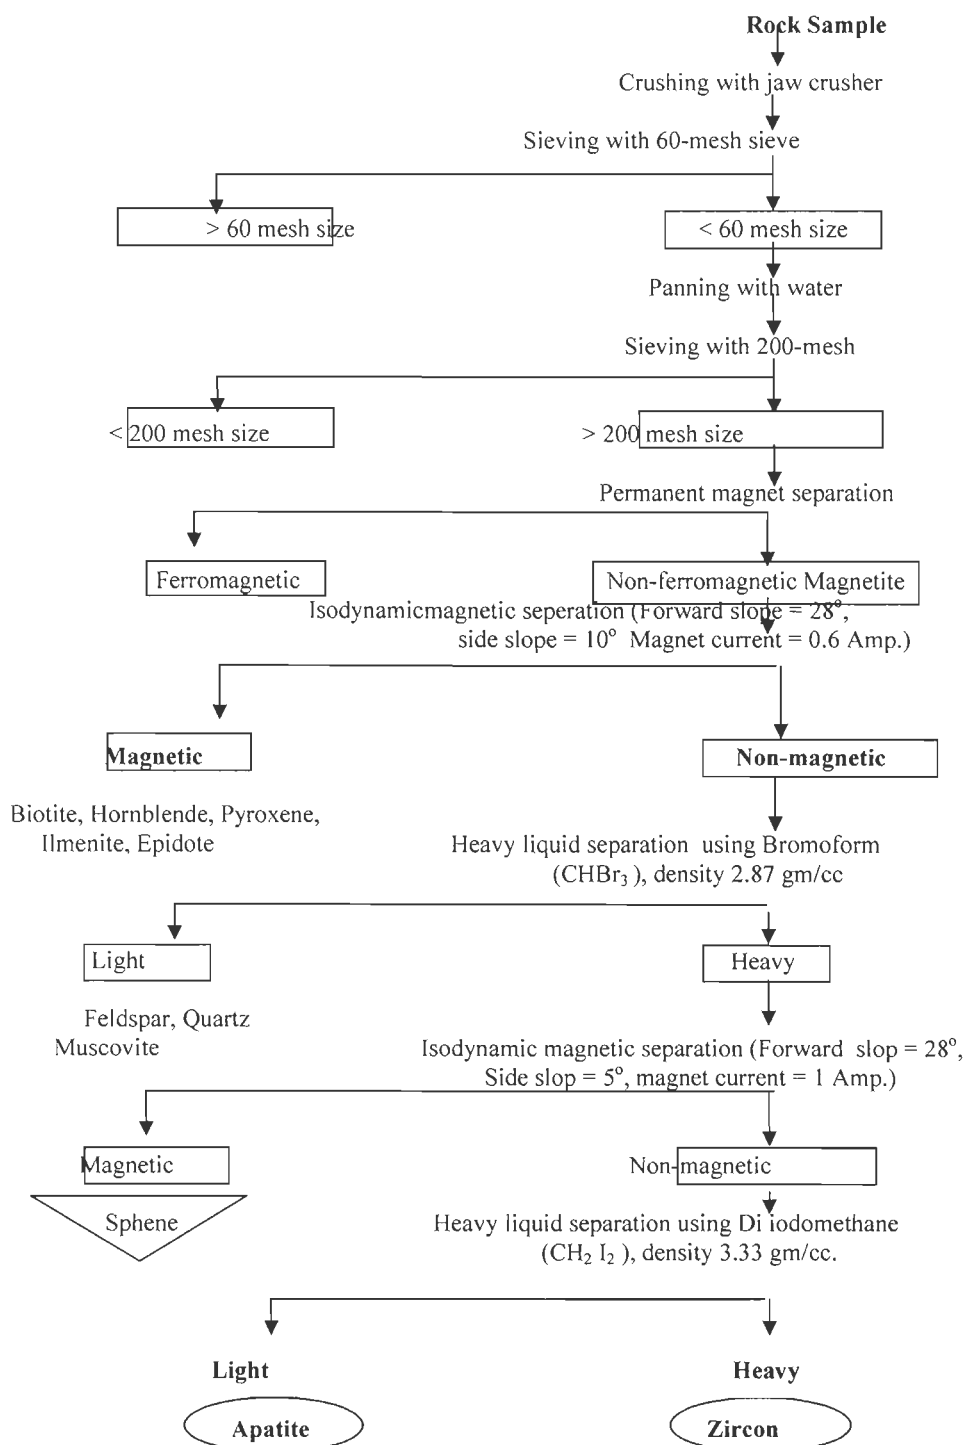 Rock Sample
Crushing with jaw crusher
Sieving with 60-mesh sieve
> 60 mesh size
< 60 mesh size
Panning with water
Sieving with 200-mesh
< 200 mesh size
> 200 mesh size
Permanent magnet separation
Ferromagnetic
Non-ferromagnetic Magnetite
Isodynamicmagnetic seperation (Forward slope = 28°,
side slope = 10° Magnet current = 0.6 Amp.)
Magnetic
Non-magnetic
Biotite, Hornblende, Pyroxene,
Ilmenite, Epidote
Heavy liquid separation using Bromoform
(CHBr₃ ), density 2.87 gm/cc
Light
Heavy
Feldspar, Quartz
Muscovite
Isodynamic magnetic separation (Forward slop = 28°,
Side slop = 5°, magnet current = 1 Amp.)
Magnetic
Non-magnetic
Sphene
Heavy liquid separation using Di iodomethane
(CH₂ I₂ ), density 3.33 gm/cc.
Light
Heavy
Apatite
Zircon